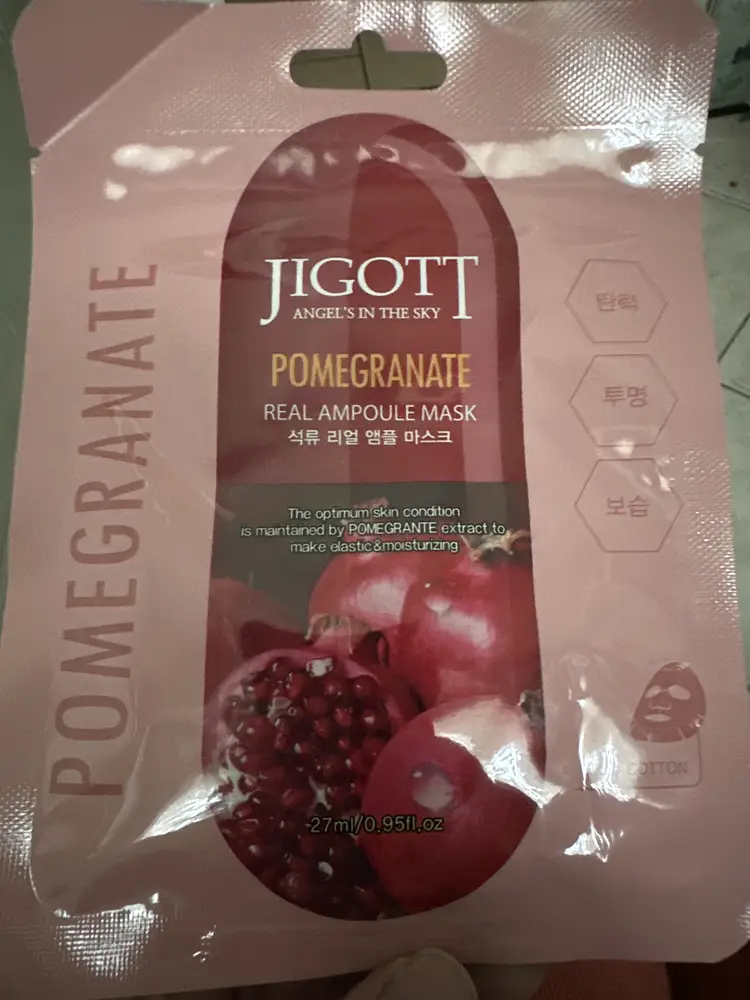 JIGOTT
ANGEL'S IN THE SKY
POMEGRANATE
REAL AMPOULE MASK
석류 리얼 앰플 마스크
The optimum skin condition
is maintained by POMEGRANTE extract to
make elastic&moisturizing
27ml/0.95fl.oz
POMEGRANATE
탄력
투명
보습
COTTON